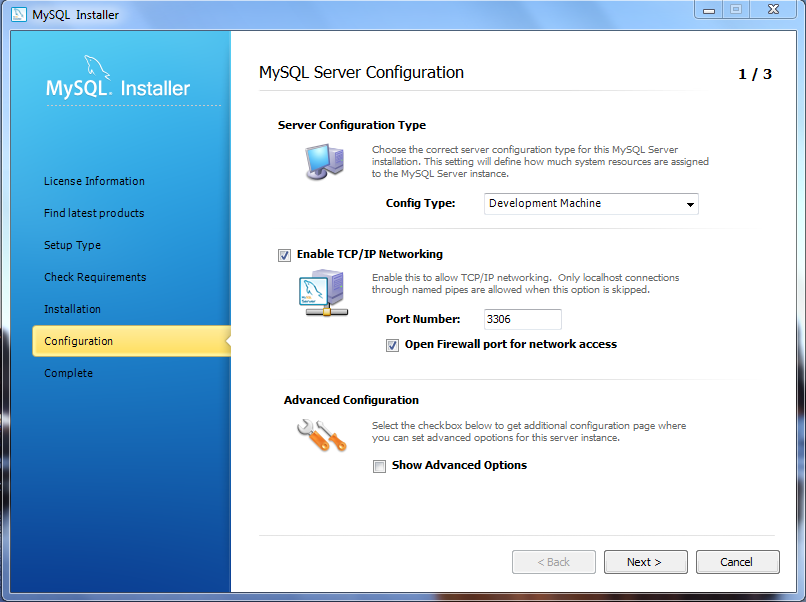 MySQL Installer
MySQL Installer
License Information
Find latest products
Setup Type
Check Requirements
Installation
Configuration
Complete
MySQL Server Configuration
1 / 3
Server Configuration Type
Choose the correct server configuration type for this MySQL Server
installation. This setting will define how much system resources are assigned
to the MySQL Server instance.
Config Type:
Development Machine
Enable TCP/IP Networking
Enable this to allow TCP/IP networking. Only localhost connections
through named pipes are allowed when this option is skipped.
Port Number:
3306
Open Firewall port for network access
Advanced Configuration
Select the checkbox below to get additional configuration page where
you can set advanced options for this server instance.
Show Advanced Options
< Back
Next >
Cancel